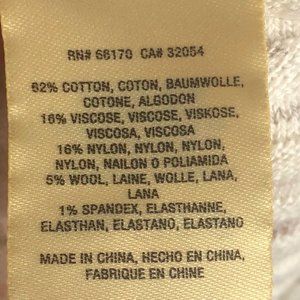 RN# 66170 CA# 32054
62% COTTON, COTON, BAUMWOLLE,
COTONE, ALGODON
16% VISCOSE, VISCOSE, VISKOSE,
VISCOSA, VISCOSA
16% NYLON, NYLON, NYLON,
NYLON, NAILON O POLIAMIDA
5% WOOL, LAINE, WOLLE, LANA,
LANA
1% SPANDEX, ELASTHANNE,
ELASTHAN, ELASTANO, ELASTANO
MADE IN CHINA, HECHO EN CHINA,
FABRIQUE EN CHINE